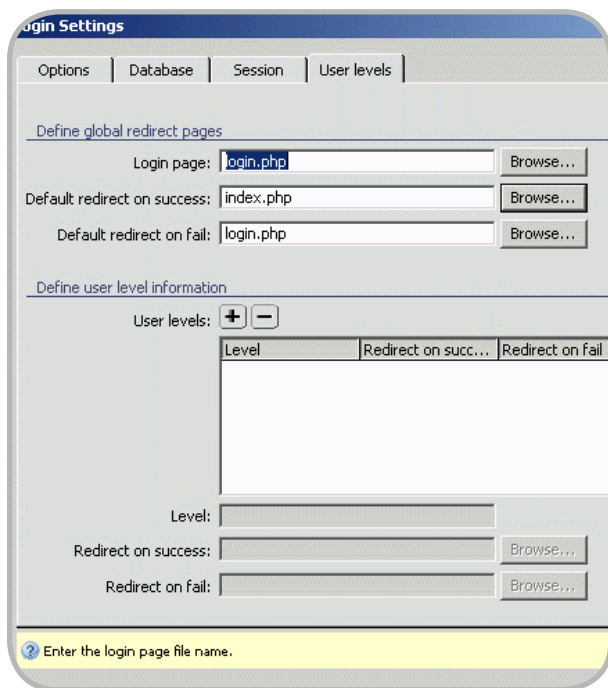 ogin Settings
Options Database Session User levels
Define global redirect pages
Login page: login.php Browse...
Default redirect on success: index.php Browse...
Default redirect on fail: login.php Browse...
Define user level information
User levels: + −
Level Redirect on succ... Redirect on fail
Level:
Redirect on success: Browse...
Redirect on fail: Browse...
? Enter the login page file name.